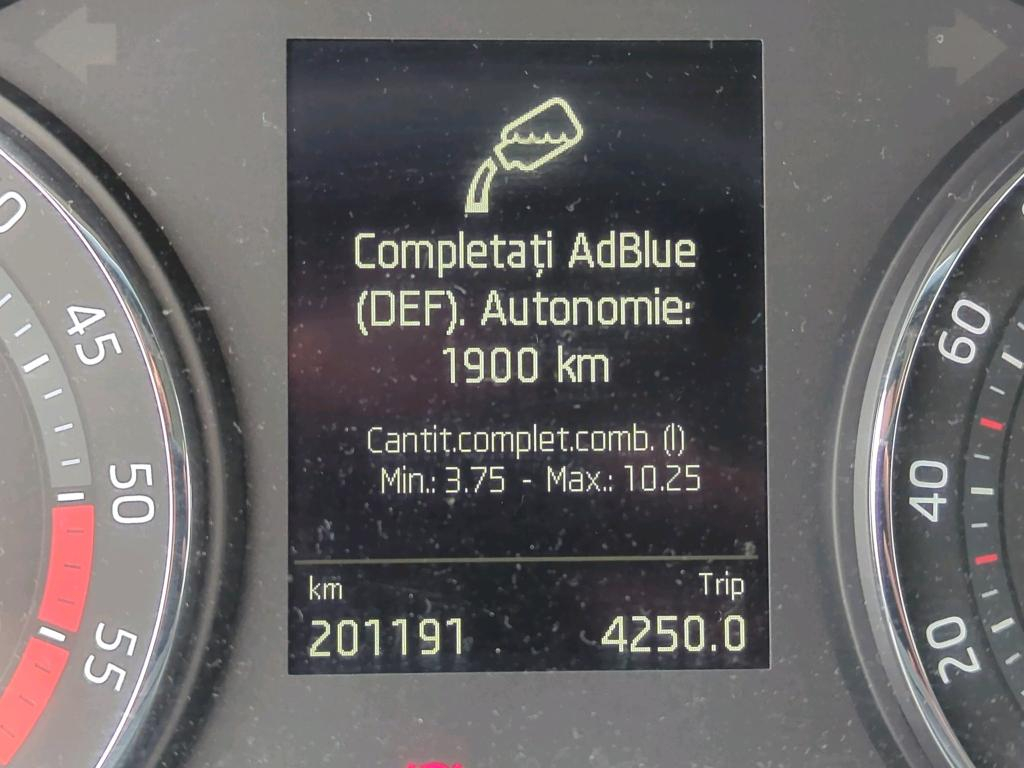 Completați AdBlue
(DEF). Autonomie:
1900 km
Cantit.complet.comb. (l)
Min.: 3.75 - Max.: 10.25
km
Trip
201191
4250.0
45
50
55
60
40
20